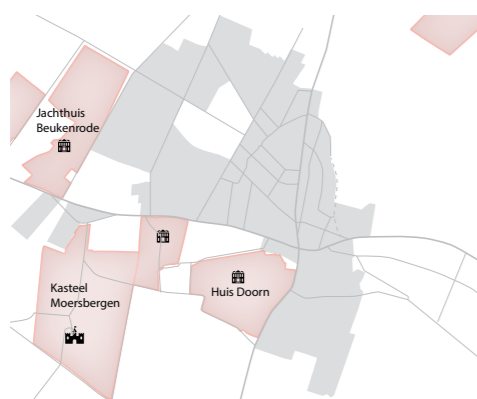 Jachthuis
Beukenrode
Kasteel
Moersbergen
Huis Doorn